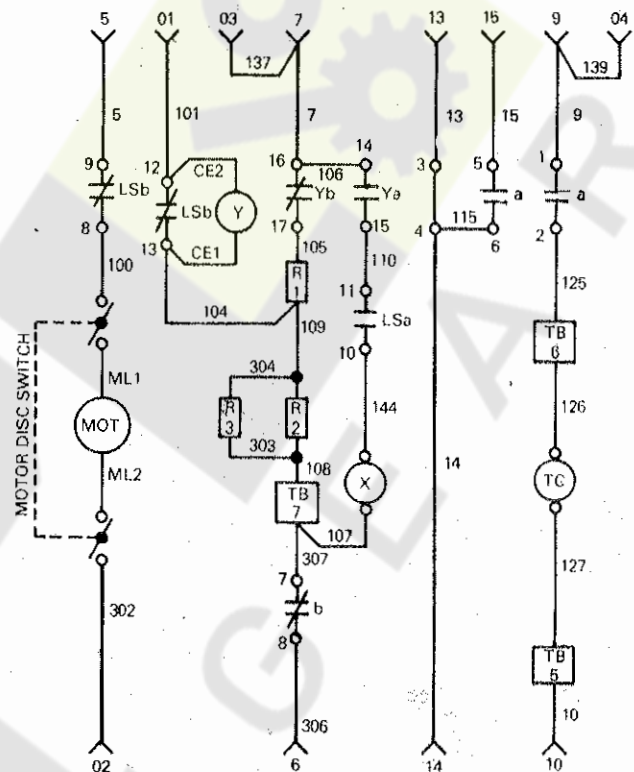 5 01 03 7 13 15 9 04
137 139
5 101 7 13 15 9
9 12 CE2 16 106 14 3 5 1
LSb LSb Y Yb Ya a a
8 13 CE1 17 15 4 115 6 2
100 104 105 110 125
R 1 11
109 LSa TB 6
10
ML1 304 126
MOT R 3 R 2 144
303
ML2 108 X 14 TC
TB 7
107
307 127
7
302 b
8 TB 5
306 10
02 6 14 10
MOTOR DISC SWITCH
GEAR